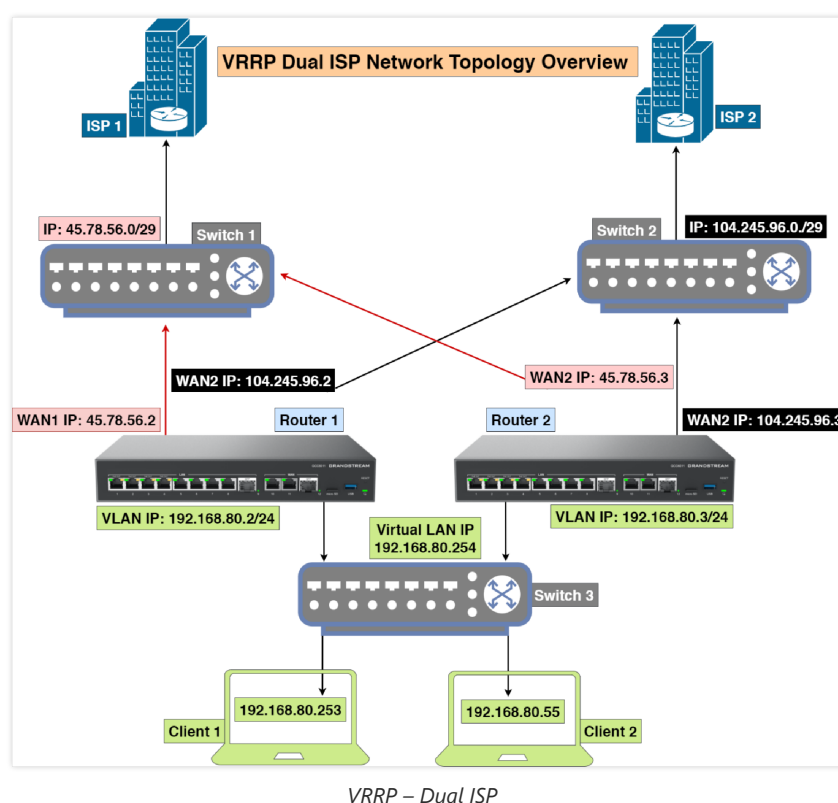 VRRP Dual ISP Network Topology Overview
ISP 1
ISP 2
IP: 45.78.56.0/29
Switch 1
Switch 2
IP: 104.245.96.0./29
WAN2 IP: 104.245.96.2
WAN2 IP: 45.78.56.3
WAN1 IP: 45.78.56.2
Router 1
Router 2
WAN2 IP: 104.245.96.3
GRANDSTREAM
GRANDSTREAM
VLAN IP: 192.168.80.2/24
Virtual LAN IP
192.168.80.254
VLAN IP: 192.168.80.3/24
Switch 3
192.168.80.253
192.168.80.55
Client 1
Client 2
VRRP – Dual ISP